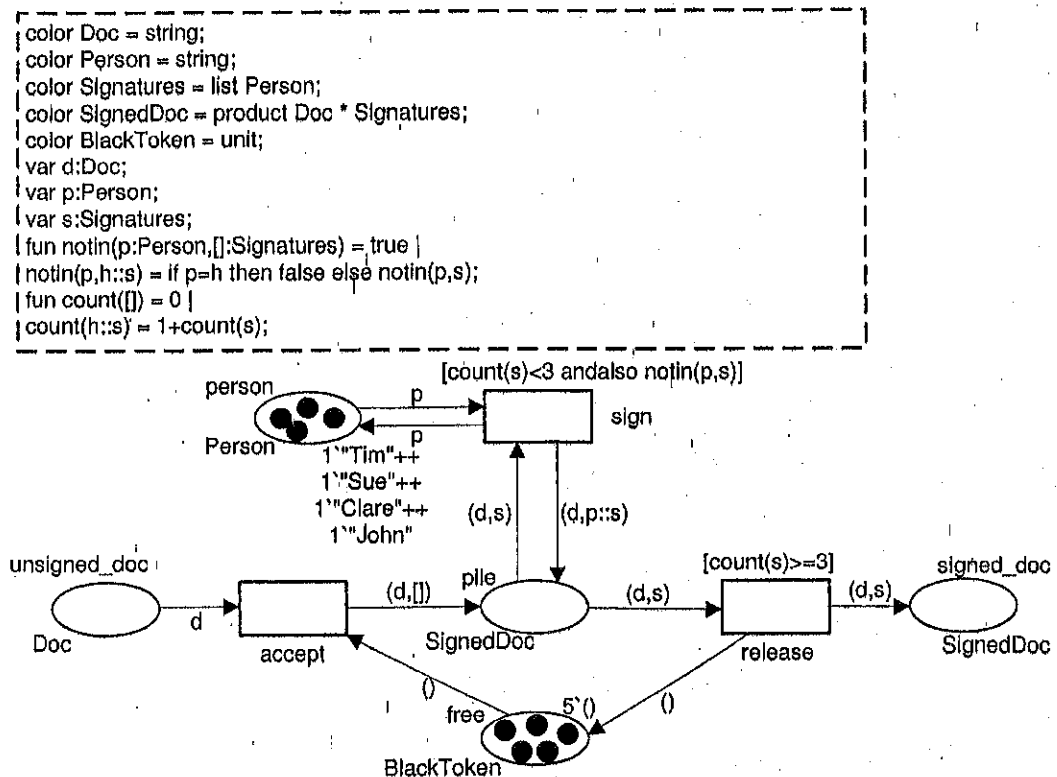 color Doc = string;
color Person = string;
color Signatures = list Person;
color SignedDoc = product Doc * Signatures;
color BlackToken = unit;
var d:Doc;
var p:Person;
var s:Signatures;
fun notin(p:Person,[]:Signatures) = true |
notin(p,h::s) = if p=h then false else notin(p,s);
fun count([]) = 0 |
count(h::s) = 1+count(s);
[count(s)<3 andalso notin(p,s)]
person
p
sign
Person
p
1`"Tim"++
1`"Sue"++
1`"Clare"++
1`"John"
(d,s)
(d,p::s)
unsigned_doc
pile
[count(s)>=3]
signed_doc
(d,[])
(d,s)
(d,s)
d
Doc
accept
SignedDoc
release
SignedDoc
()
free
5`()
()
BlackToken